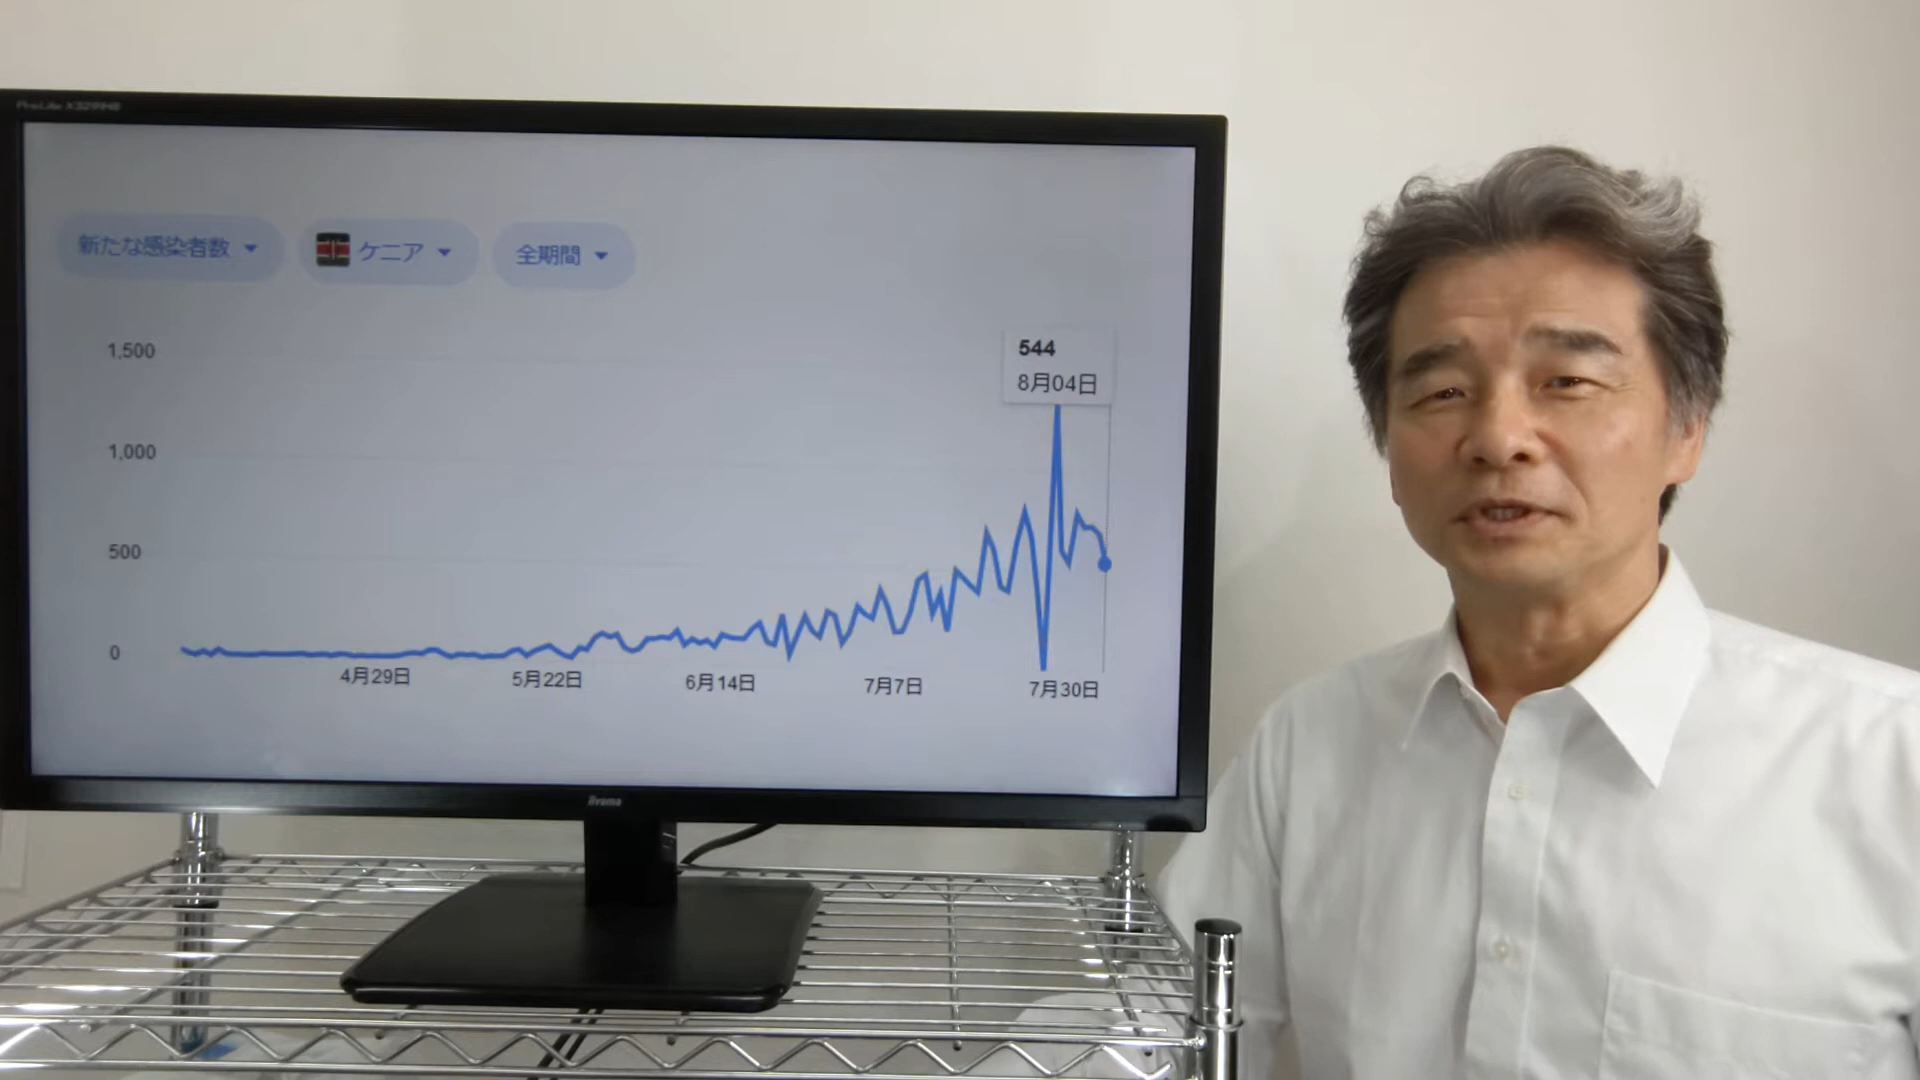 ProLite X3291HS
新たな感染者数
ケニア
全期間
1,500
544
8月04日
1,000
500
0
4月29日
5月22日
6月14日
7月7日
7月30日
iiyama